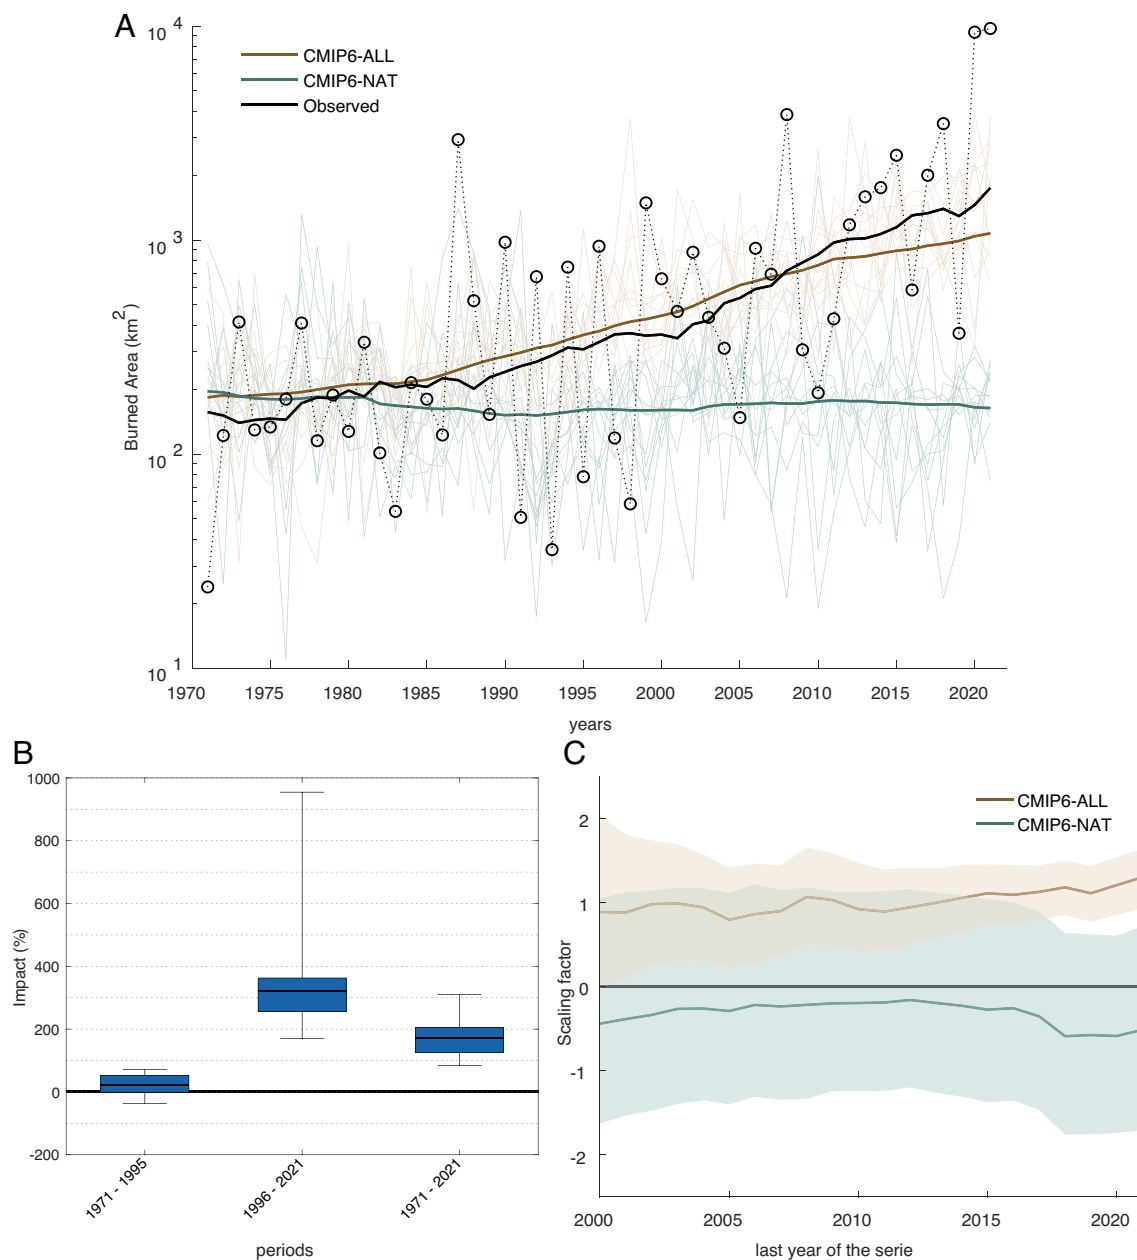 A
10 4
CMIP6-ALL
CMIP6-NAT
Observed
10 3
Burned Area (km2)
10 2
10 1
1970 1975 1980 1985 1990 1995 2000 2005 2010 2015 2020
years
B
1000
800
600
400
200
0
-200
Impact (%)
1971 - 1995
1996 - 2021
1971 - 2021
periods
C
CMIP6-ALL
CMIP6-NAT
2
1
0
-1
-2
Scaling factor
2000 2005 2010 2015 2020
last year of the serie